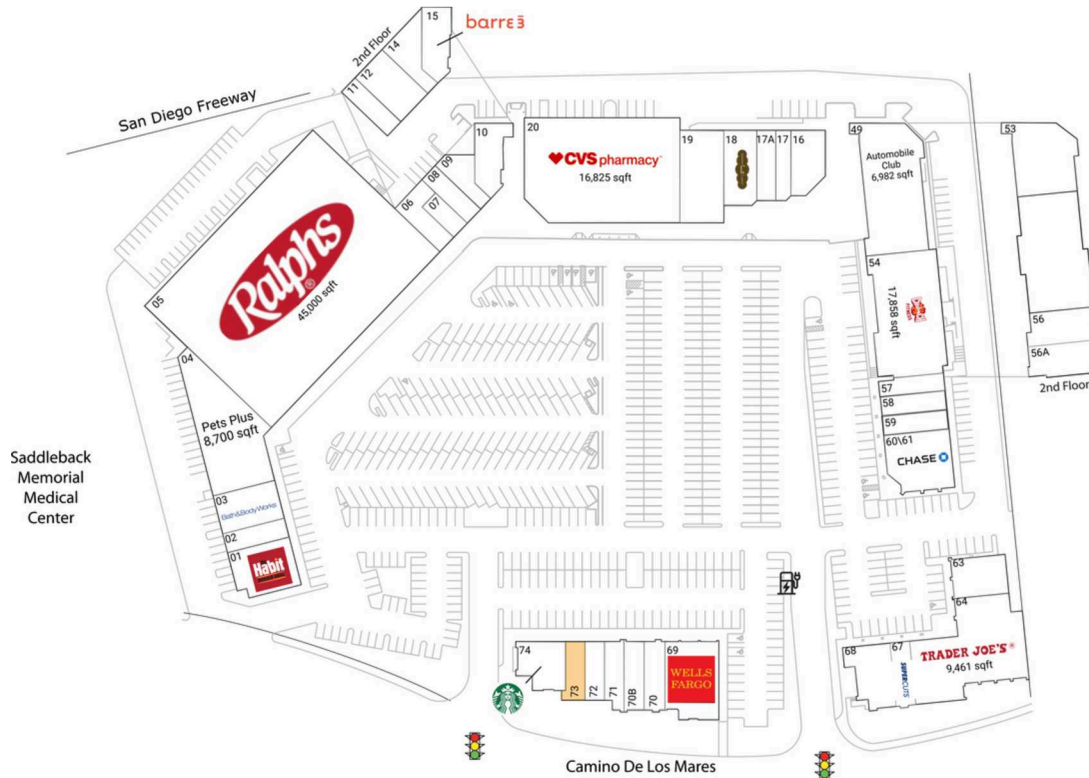 15
barre3
2nd Floor
14
12
11
San Diego Freeway
10
09
08
07
06
20
CVS pharmacy
16,825 sqft
19
18
17A
17
16
49
Automobile
Club
6,982 sqft
53
54
17,858 sqft
56
56A
2nd Floor
05
Ralphs
45,000 sqft
04
Pets Plus
8,700 sqft
57
58
59
60\61
CHASE
Saddleback
Memorial
Medical
Center
03
Bath&BodyWorks
02
01
Habit
63
64
TRADER JOE'S
9,461 sqft
68
67
SUPERCUTS
74
73
72
71
70B
70
69
WELLS
FARGO
Camino De Los Mares